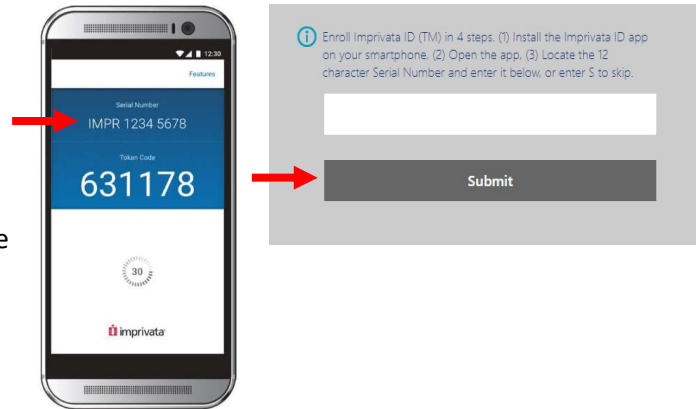 12:30
Features
Serial Number
IMPR 1234 5678
Token Code
631178
30
imprivata
e
Enroll Imprivata ID (TM) in 4 steps. (1) Install the Imprivata ID app
on your smartphone, (2) Open the app, (3) Locate the 12
character Serial Number and enter it below, or enter S to skip.
Submit